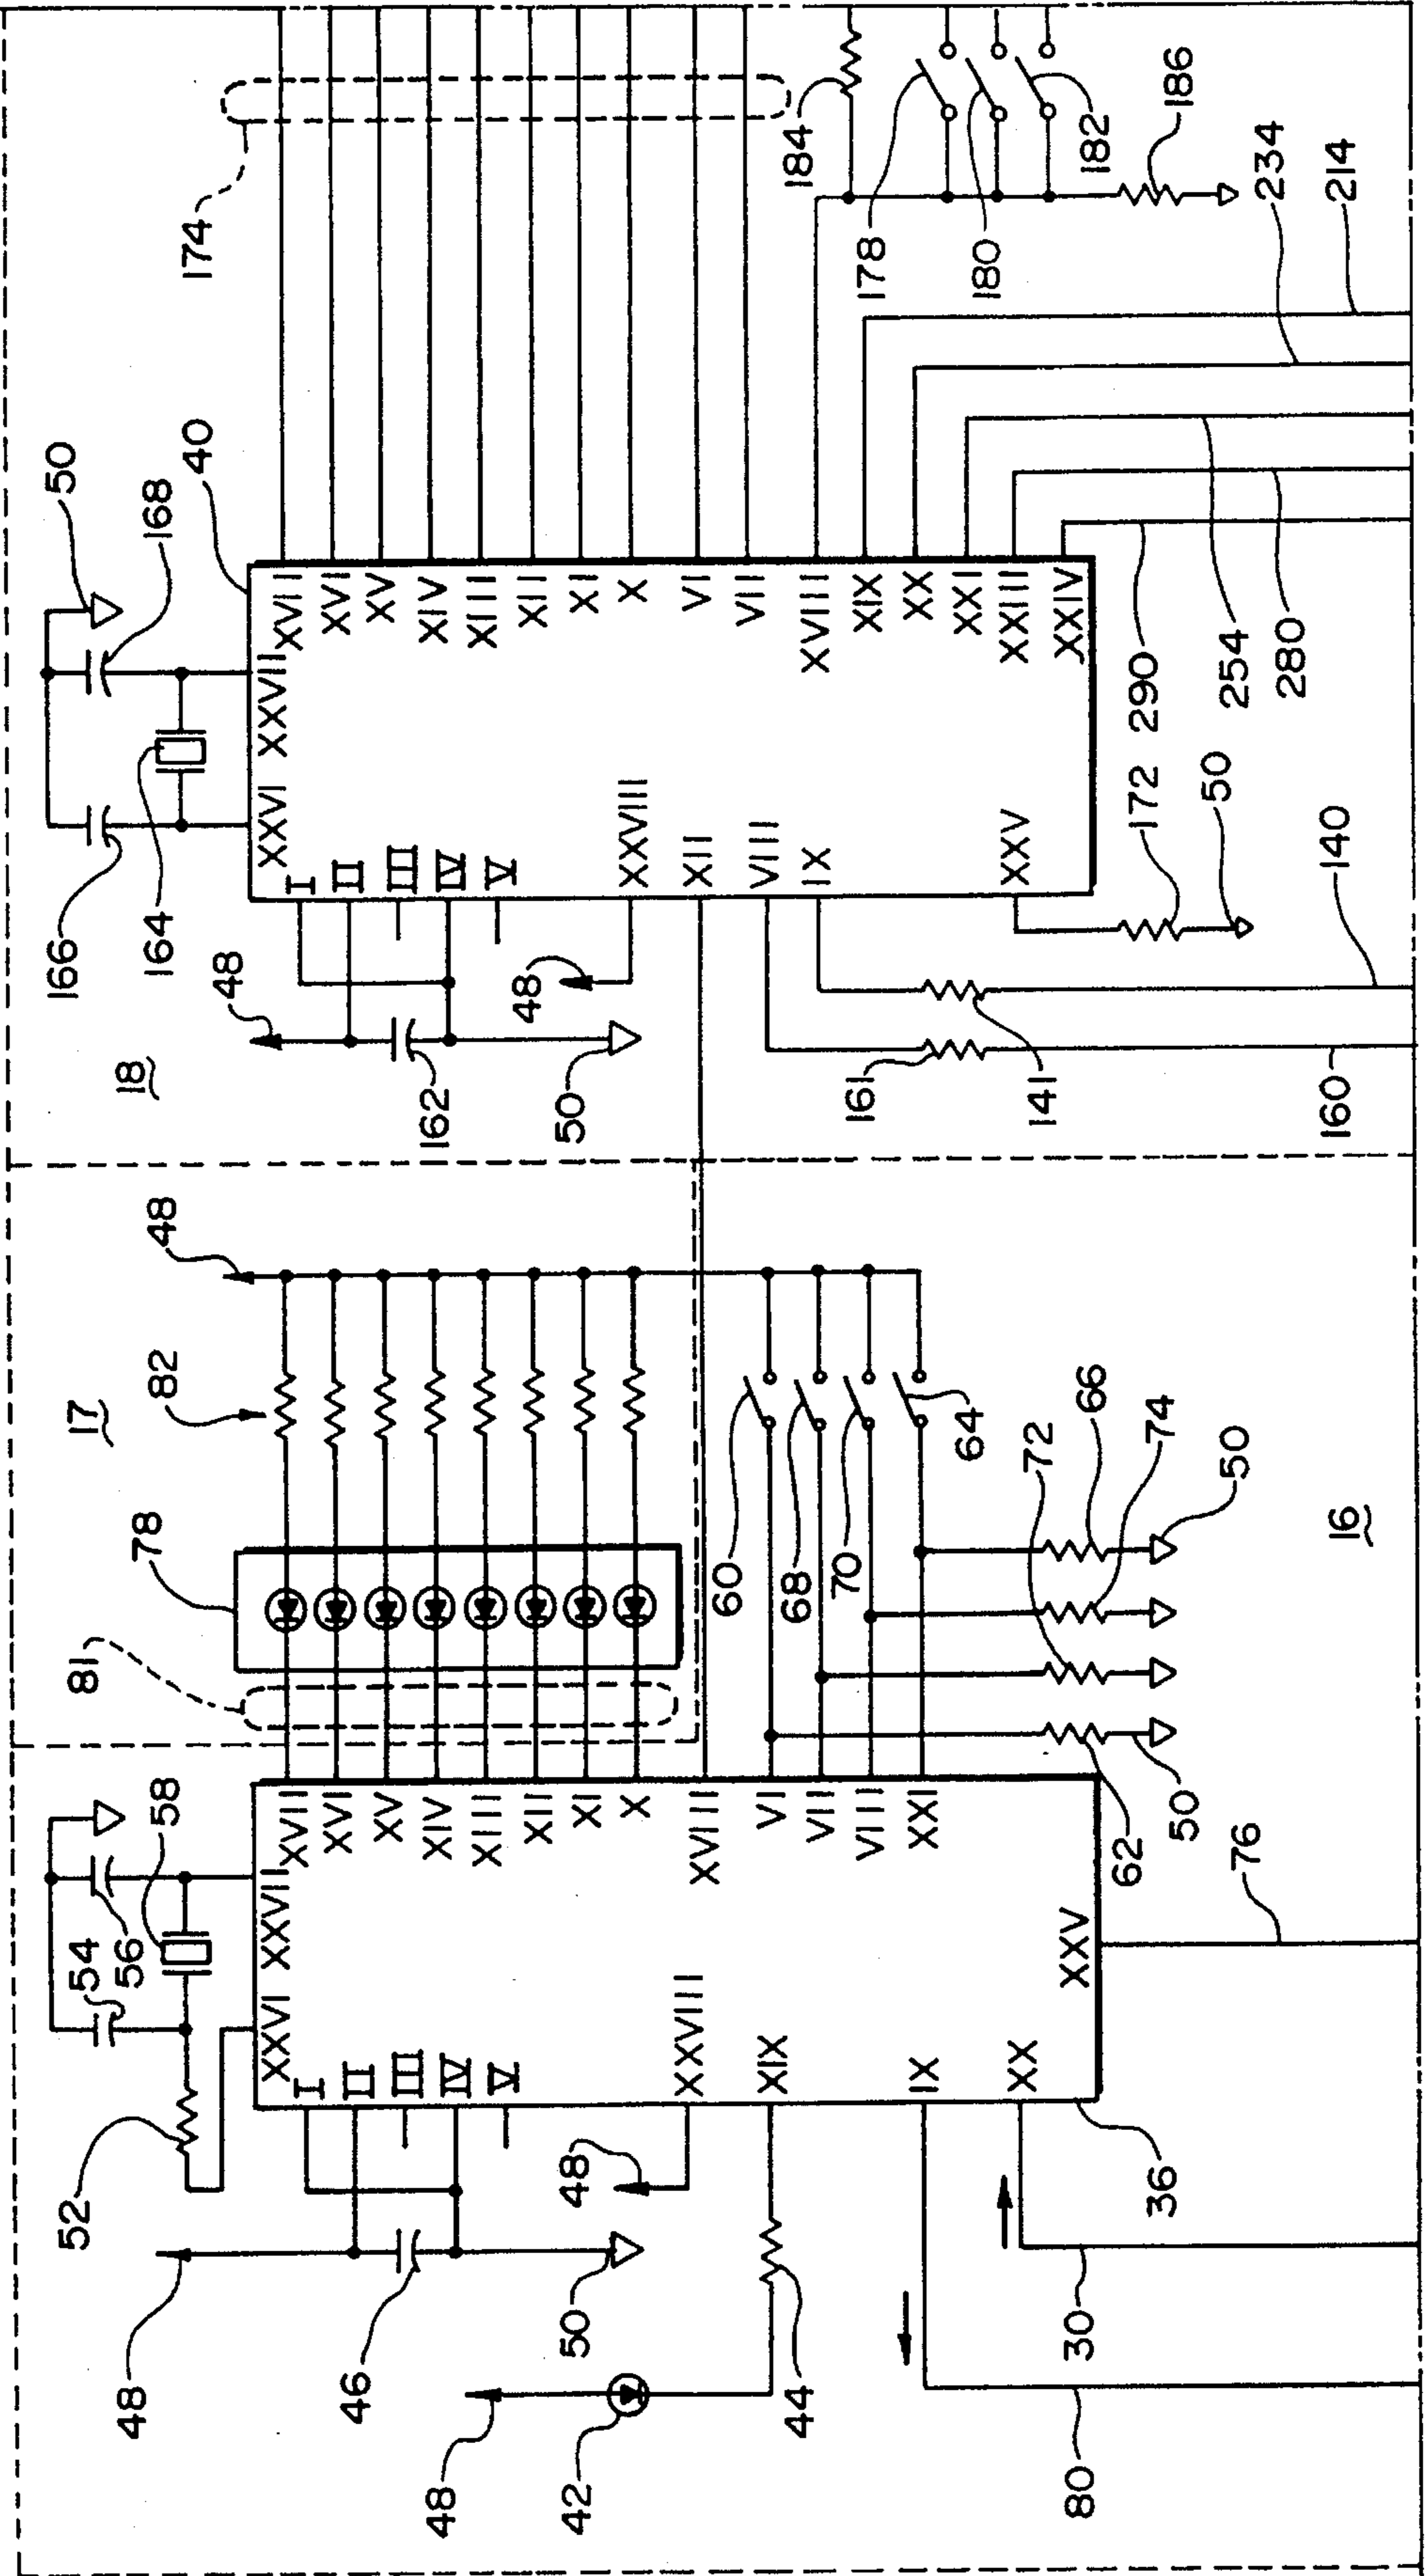 174
184
178
180
182
186
234
214
50
168
40
166
164
XXVI
XXVII
I
II
III
IV
V
XXVIII
XII
VIII
IX
XXV
XVII
XVI
XV
XIV
XIII
XII
XI
X
VI
VII
XVIII
XIX
XX
XXI
XXIII
XXIV
254
280
290
172
50
140
48
48
18
162
50
161
141
160
48
17
82
78
81
60
68
70
64
72
66
74
50
16
58
54
56
52
XXVI
XXVII
I
II
III
IV
V
XXVIII
XIX
IX
XX
XXV
XVII
XVI
XV
XIV
XIII
XII
XI
X
XVIII
VI
VII
VIII
XXI
62
50
76
48
48
46
50
36
48
42
44
30
80